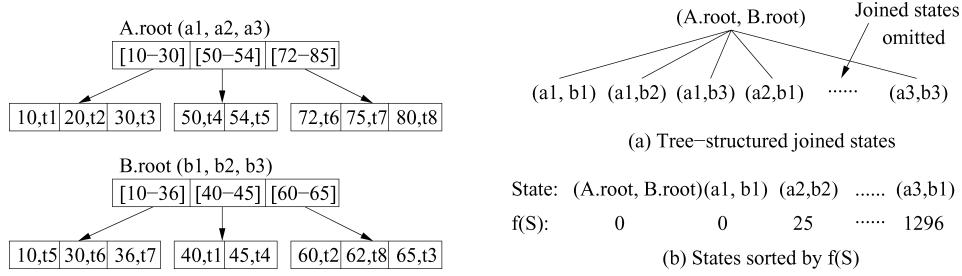 A.root (a1, a2, a3)
[10−30] [50−54] [72−85]
10,t1 20,t2 30,t3 50,t4 54,t5 72,t6 75,t7 80,t8
B.root (b1, b2, b3)
[10−36] [40−45] [60−65]
10,t5 30,t6 36,t7 40,t1 45,t4 60,t2 62,t8 65,t3
(A.root, B.root)
Joined states
omitted
(a1, b1) (a1,b2) (a1,b3) (a2,b1) ...... (a3,b3)
(a) Tree−structured joined states
State: (A.root, B.root) (a1, b1) (a2,b2) ...... (a3,b1)
f(S): 0 0 25 ...... 1296
(b) States sorted by f(S)